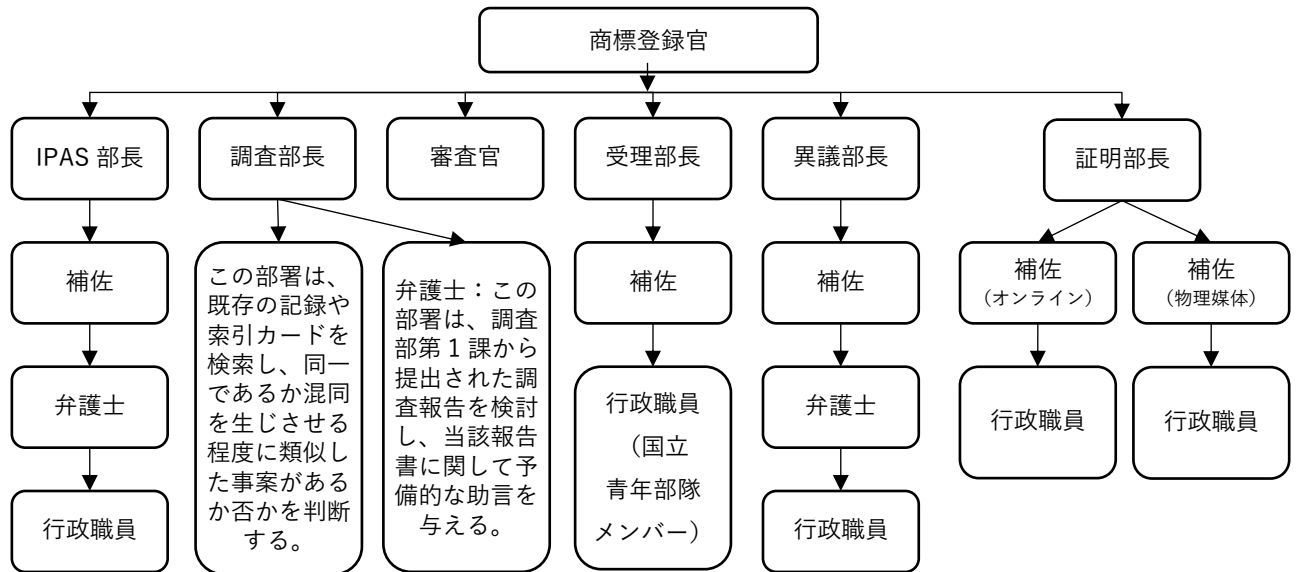 商標登録官
IPAS 部長
調査部長
審査官
受理部長
異議部長
証明部長
補佐
この部署は、
既存の記録や
索引カードを
検索し、同一
であるか混同
を生じさせる
程度に類似し
た事案がある
か否かを判断
する。
弁護士：この
部署は、調査
部第１課から
提出された調
査報告を検討
し、当該報告
書に関して予
備的な助言を
与える。
補佐
補佐
補佐
（オンライン）
補佐
（物理媒体）
弁護士
行政職員
（国立
青年部隊
メンバー）
弁護士
行政職員
行政職員
行政職員
行政職員